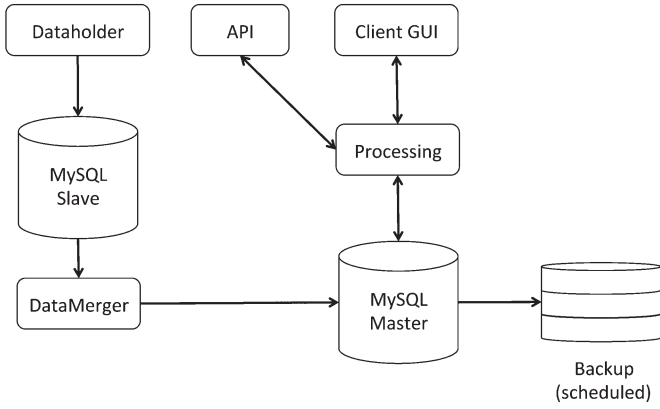 Dataholder
API
Client GUI
Processing
MySQL
Slave
DataMerger
MySQL
Master
Backup
(scheduled)